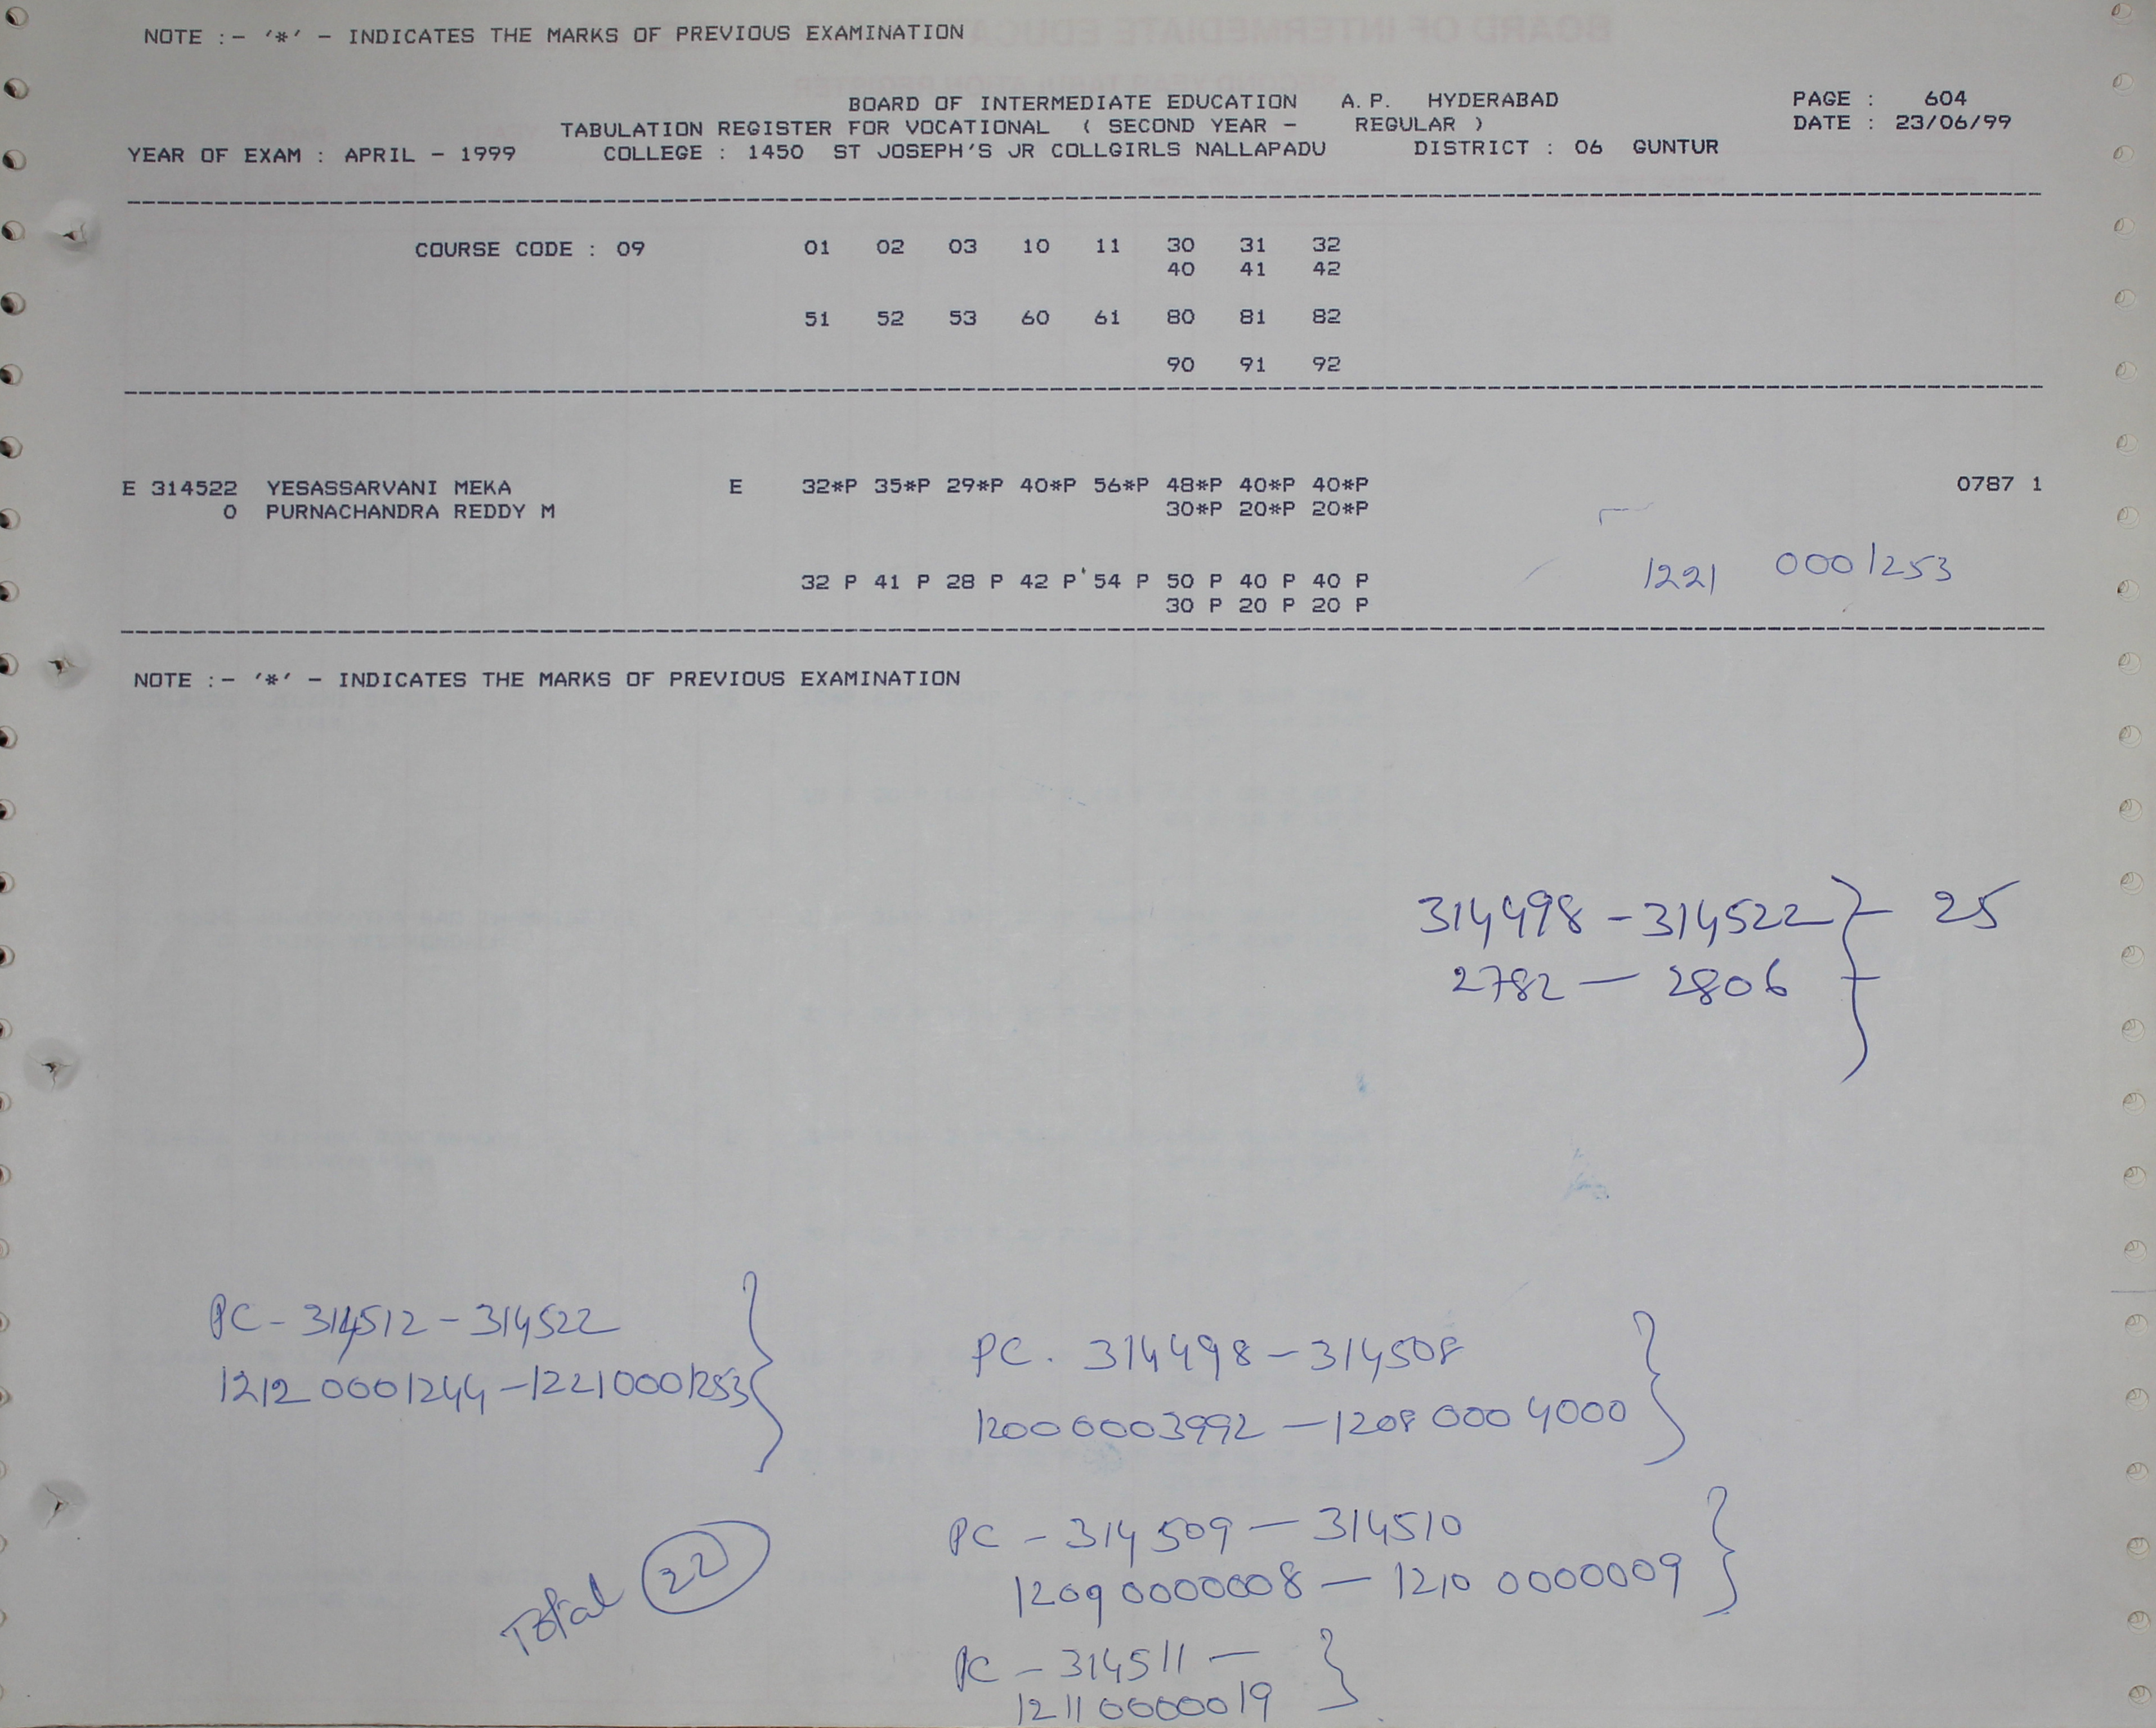 NOTE :- '*' - INDICATES THE MARKS OF PREVIOUS EXAMINATION
BOARD OF INTERMEDIATE EDUCATION A.P. HYDERABAD PAGE : 604
TABULATION REGISTER FOR VOCATIONAL ( SECOND YEAR - REGULAR ) DATE : 23/06/99
YEAR OF EXAM : APRIL - 1999 COLLEGE : 1450 ST JOSEPH'S JR COLLGIRLS NALLAPADU DISTRICT : 06 GUNTUR
COURSE CODE : 09 01 02 03 10 11 30 31 32
40 41 42
51 52 53 60 61 80 81 82
90 91 92
E 314522 YESASSARVANI MEKA E 32*P 35*P 29*P 40*P 56*P 48*P 40*P 40*P 0787 1
0 PURNACHANDRA REDDY M 30*P 20*P 20*P
32 P 41 P 28 P 42 P 54 P 50 P 40 P 40 P 1221 0001253
30 P 20 P 20 P
NOTE :- '*' - INDICATES THE MARKS OF PREVIOUS EXAMINATION
314498 - 314522 } - 25
2782 - 2806
PC - 314512 - 314522
1212 0001244 - 1221 0001253 }
PC. 314498 - 314508
12000003992 - 1208 0004000 }
PC - 314509 - 314510
1209 0000008 - 1210 0000009 }
Total 22
PC - 314511 -
1211 0000019 }